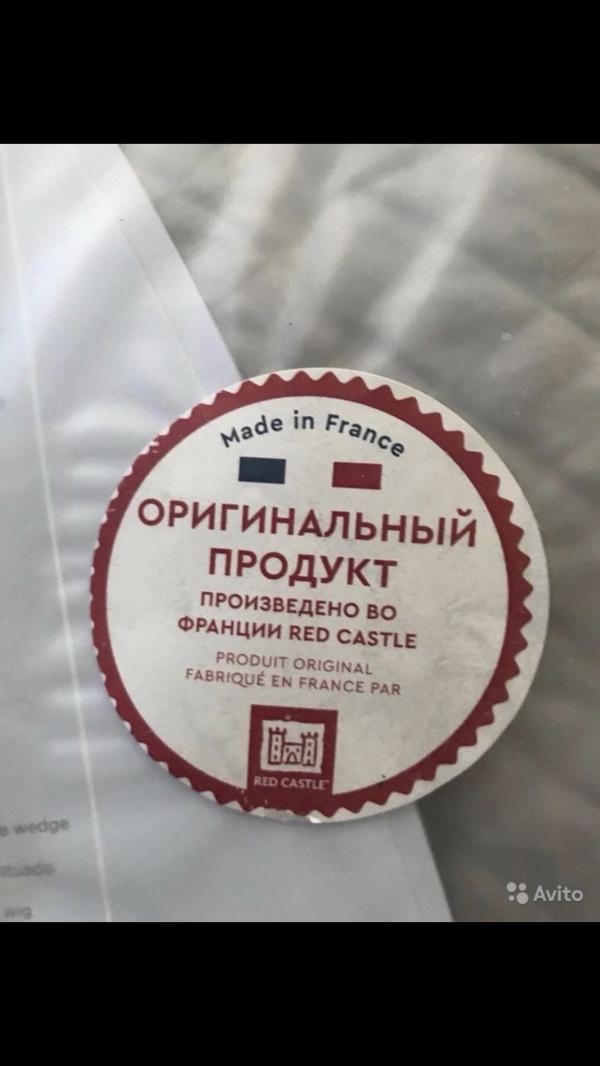 Made in France
ОРИГИНАЛЬНЫЙ
ПРОДУКТ
ПРОИЗВЕДЕНО ВО
ФРАНЦИИ RED CASTLE
PRODUIT ORIGINAL
FABRIQUÉ EN FRANCE PAR
RED CASTLE®
wedge
wig
Avito